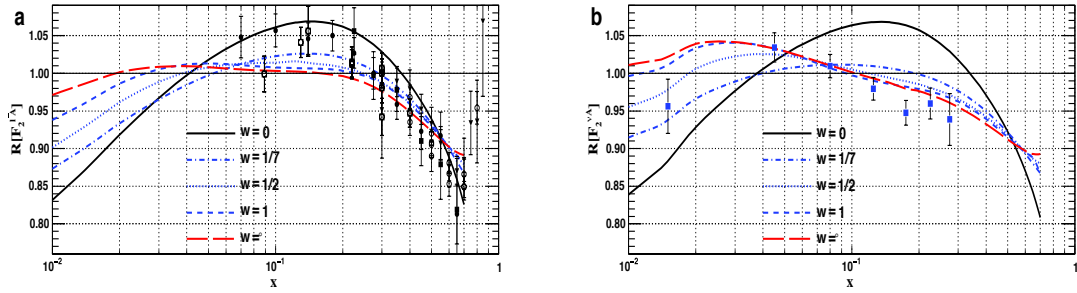 a
R[F₂ˡᴬ]
1.05
1.00
0.95
0.90
0.85
0.80
w = 0
w = 1/7
w = 1/2
w = 1
w =
10⁻²
10⁻¹
1
x
b
R[F₂ᵛᴬ]
1.05
1.00
0.95
0.90
0.85
0.80
w = 0
w = 1/7
w = 1/2
w = 1
w =
10⁻²
10⁻¹
1
x